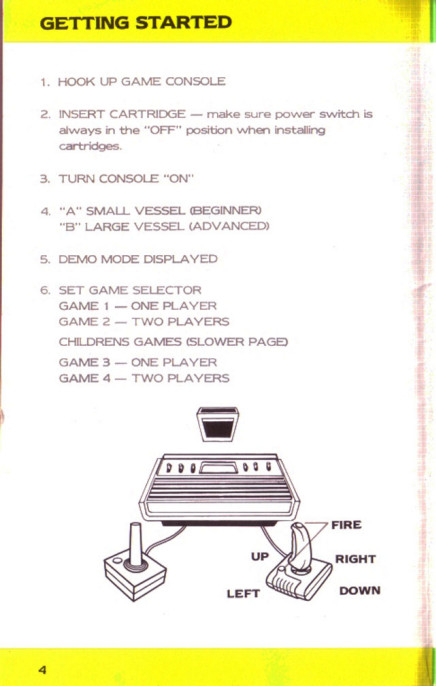 GETTING STARTED
1. HOOK UP GAME CONSOLE
2. INSERT CARTRIDGE — make sure power switch is
always in the "OFF" position when installing
cartridges.
3. TURN CONSOLE "ON"
4. "A" SMALL VESSEL (BEGINNER)
"B" LARGE VESSEL (ADVANCED)
5. DEMO MODE DISPLAYED
6. SET GAME SELECTOR
GAME 1 — ONE PLAYER
GAME 2 — TWO PLAYERS
CHILDRENS GAMES (SLOWER PAGE)
GAME 3 — ONE PLAYER
GAME 4 — TWO PLAYERS
FIRE
UP
RIGHT
LEFT
DOWN
4